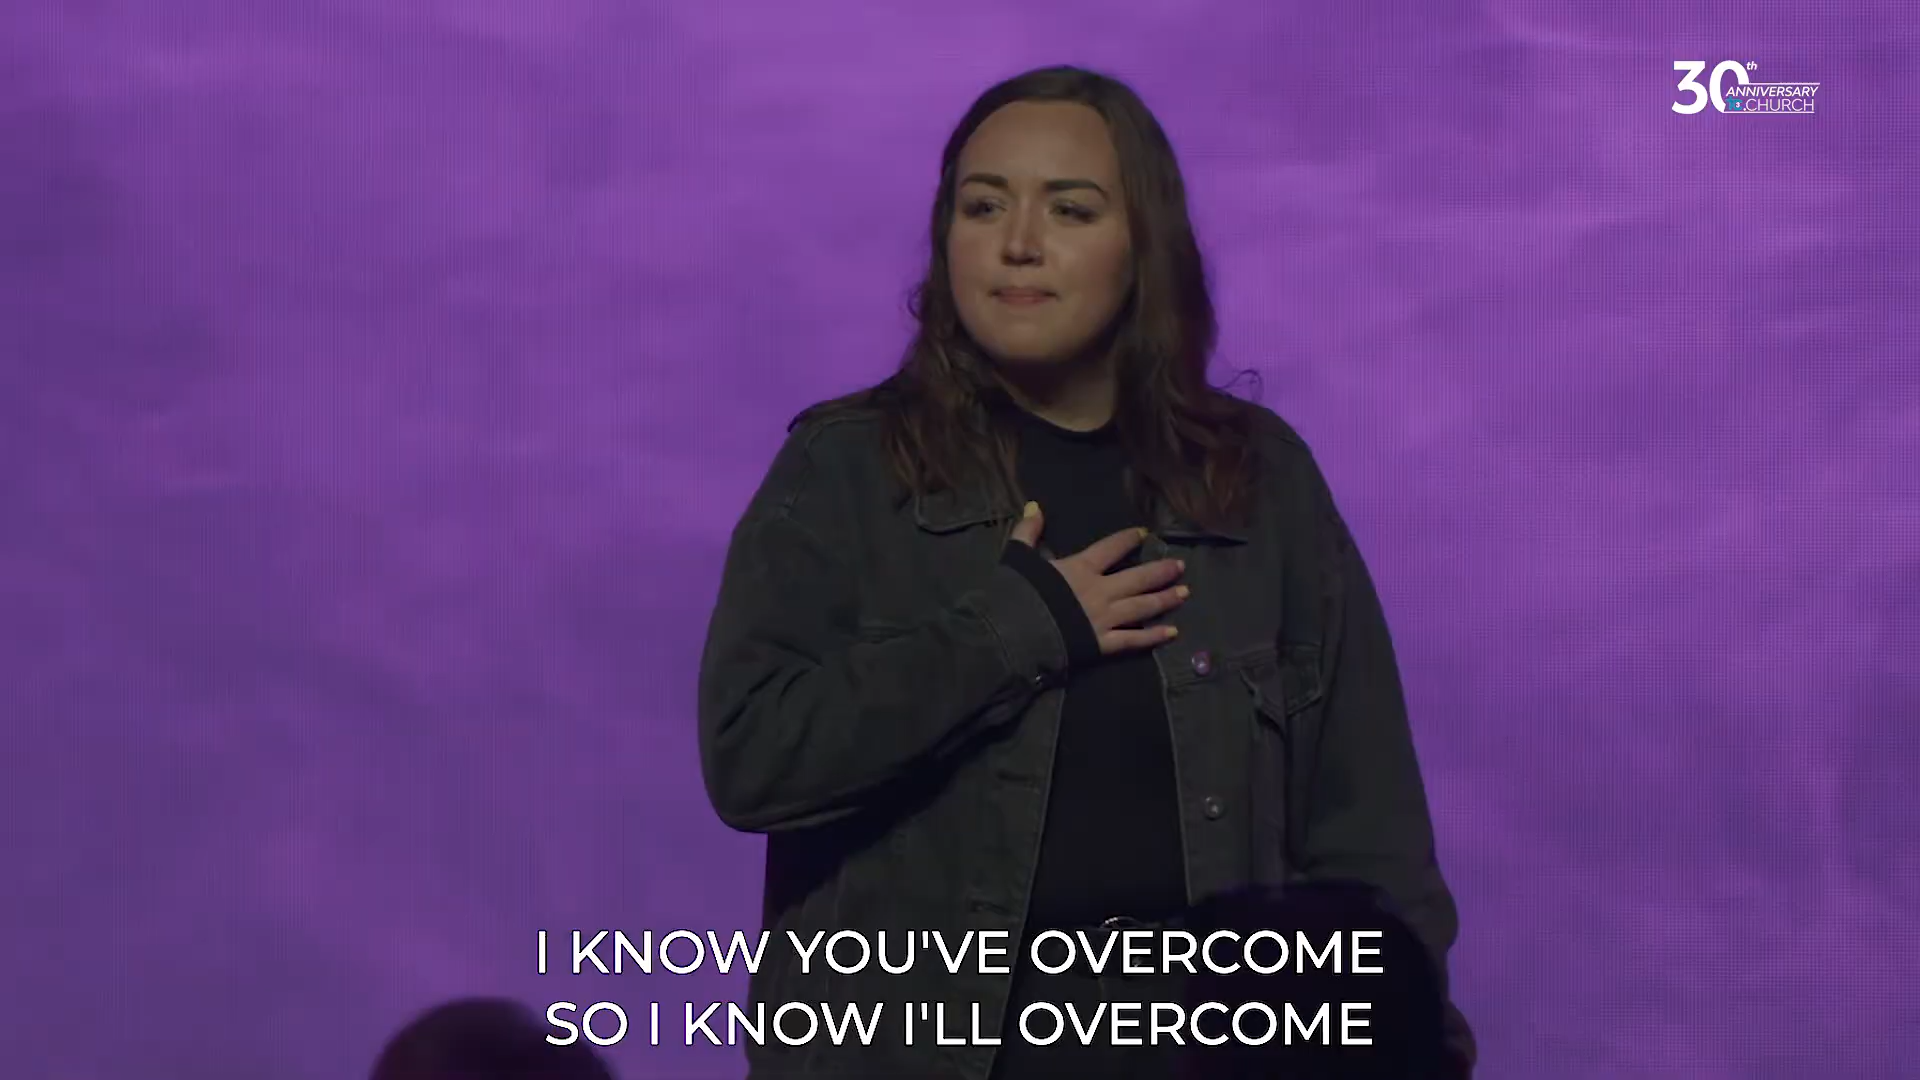 30th
ANNIVERSARY
.CHURCH
I KNOW YOU'VE OVERCOME
SO I KNOW I'LL OVERCOME